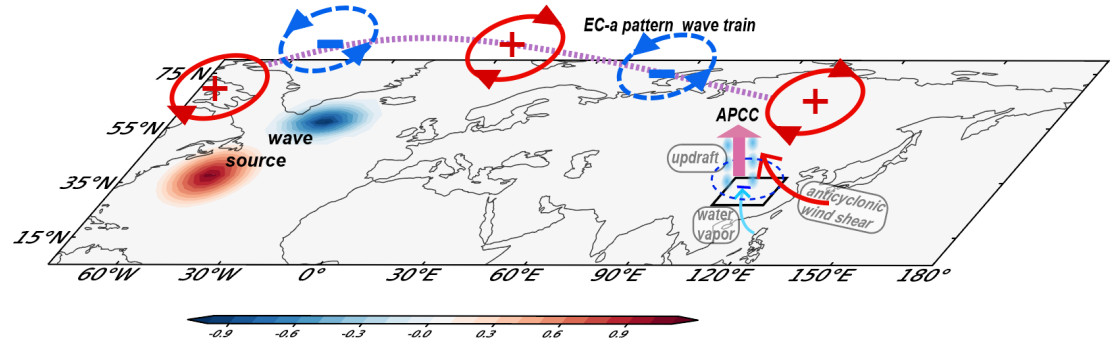 EC-a pattern wave train
75°N
APCC
55°N
wave
source
updraft
35°N
anticyclonic
wind shear
water
vapor
15°N
60°W 30°W 0° 30°E 60°E 90°E 120°E 150°E 180°
-0.9 -0.6 -0.3 -0.0 0.3 0.6 0.9